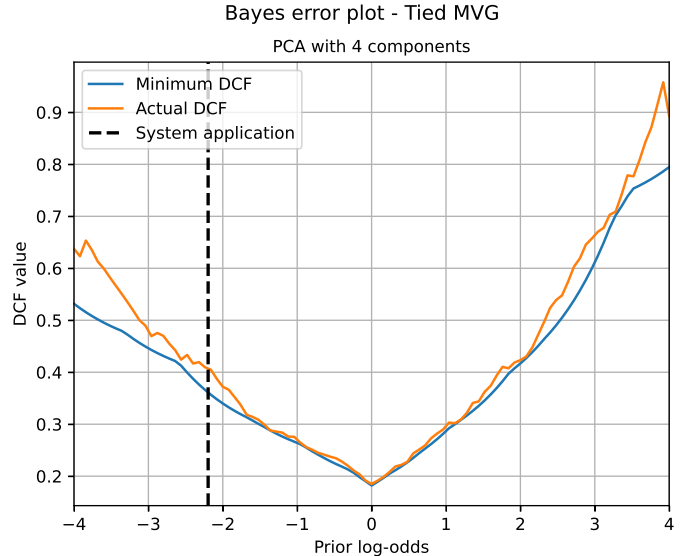 Bayes error plot - Tied MVG
PCA with 4 components
Minimum DCF
Actual DCF
System application
DCF value
0.9
0.8
0.7
0.6
0.5
0.4
0.3
0.2
−4 −3 −2 −1 0 1 2 3 4
Prior log-odds